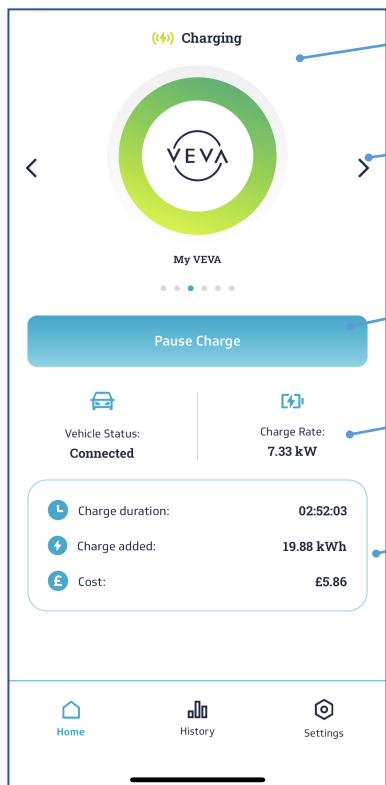 Charging
VEVA
My VEVA
Pause Charge
Vehicle Status:
Connected
Charge Rate:
7.33 kW
Charge duration: 02:52:03
Charge added: 19.88 kWh
£ Cost: £5.86
Home
History
Settings